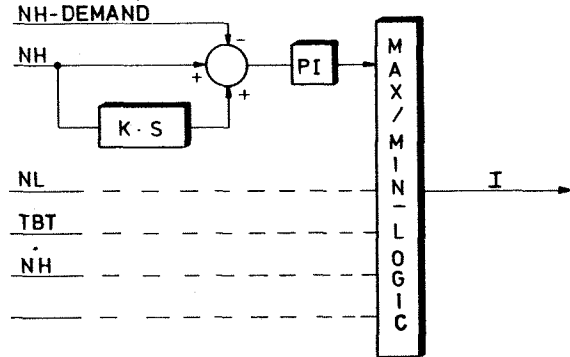 NH-DEMAND
-
NH
+
+
PI
K·S
MAX/MIN-LOGIC
NL
I
TBT
ṄH